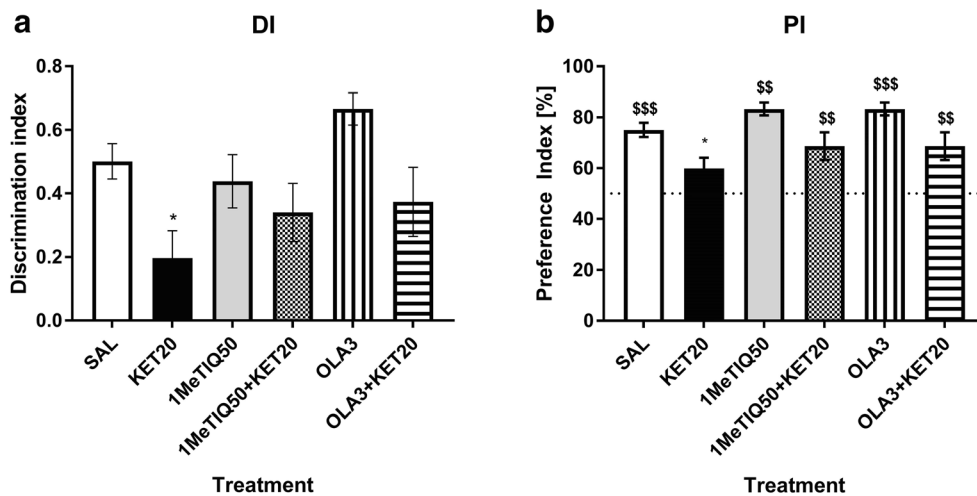 a
DI
Discrimination index
0.8
0.6
0.4
0.2
0.0
*
SAL
KET20
1MeTIQ50
1MeTIQ50+KET20
OLA3
OLA3+KET20
Treatment
b
PI
Preference Index [%]
100
80
60
40
20
0
$$$
*
$$
$$
$$$
$$
SAL
KET20
1MeTIQ50
1MeTIQ50+KET20
OLA3
OLA3+KET20
Treatment